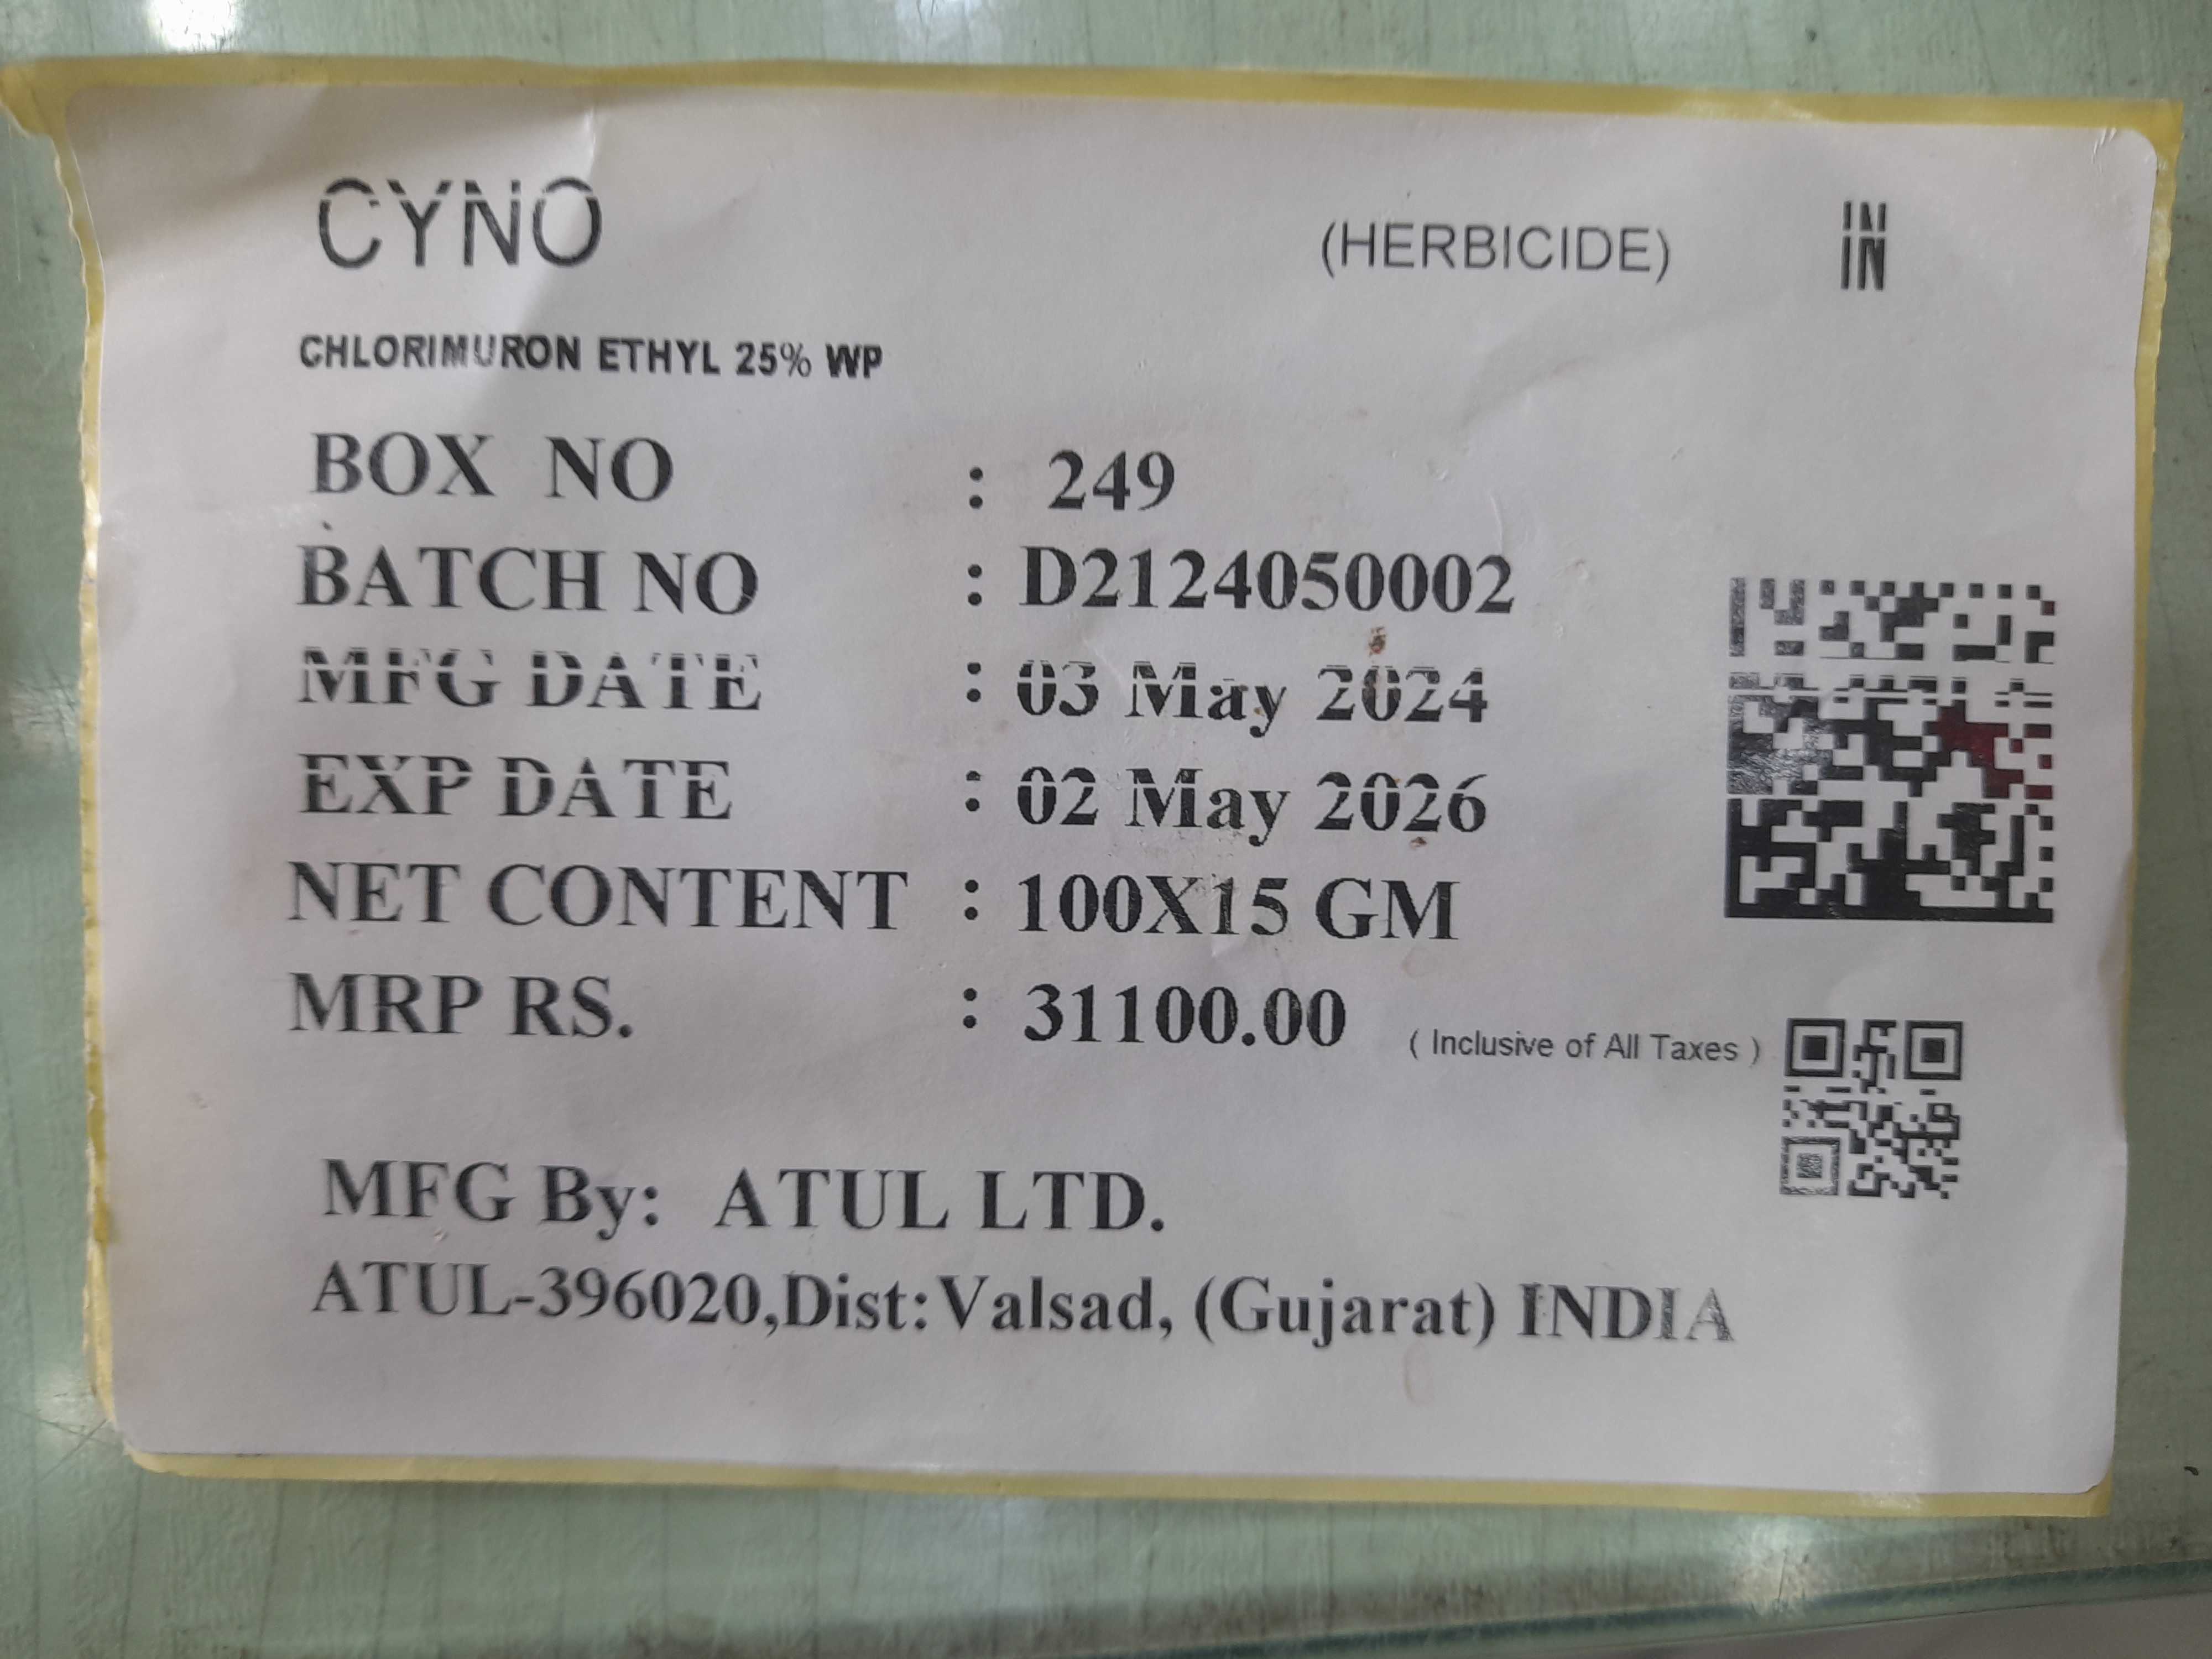 CYNO (HERBICIDE) IN
CHLORIMURON ETHYL 25% WP
BOX NO : 249
BATCH NO : D2124050002
MFG DATE : 03 May 2024
EXP DATE : 02 May 2026
NET CONTENT : 100X15 GM
MRP RS. : 31100.00 ( Inclusive of All Taxes )
MFG By: ATUL LTD.
ATUL-396020,Dist:Valsad, (Gujarat) INDIA